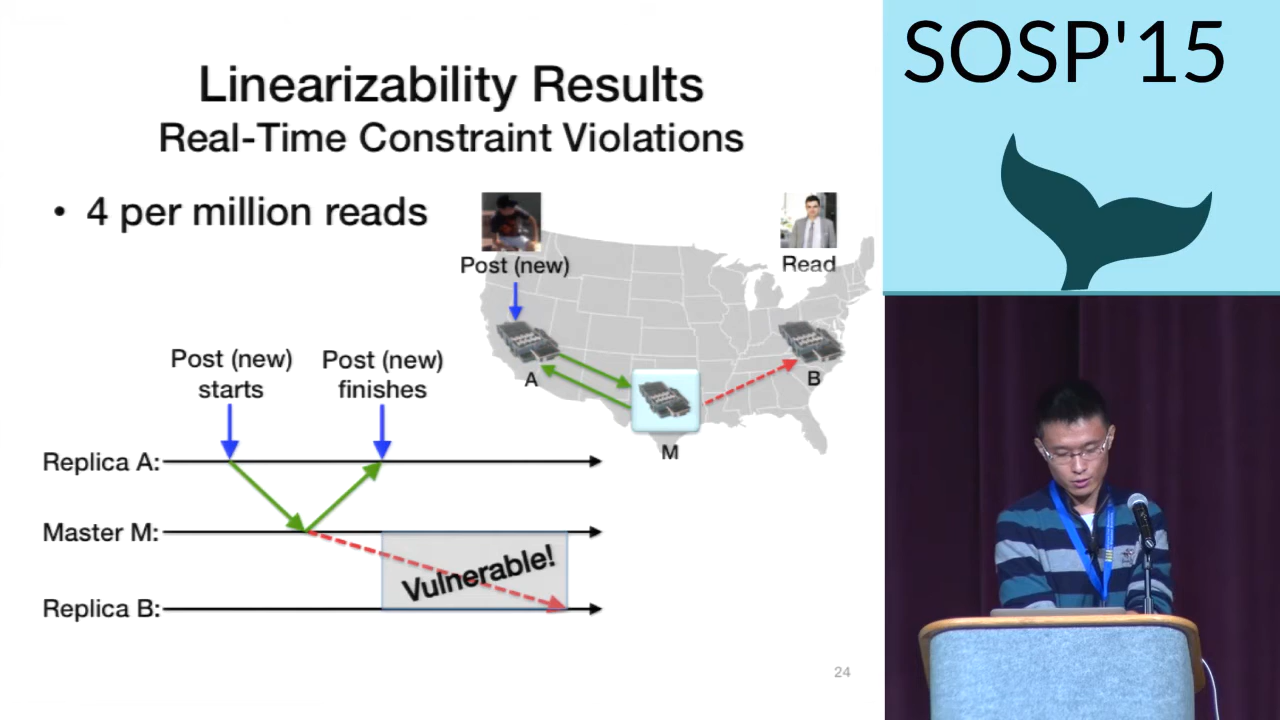 Linearizability Results
Real-Time Constraint Violations
• 4 per million reads
Post (new)
Read
A
B
M
Post (new)
starts
Post (new)
finishes
Replica A:
Master M:
Replica B:
Vulnerable!
24
SOSP'15